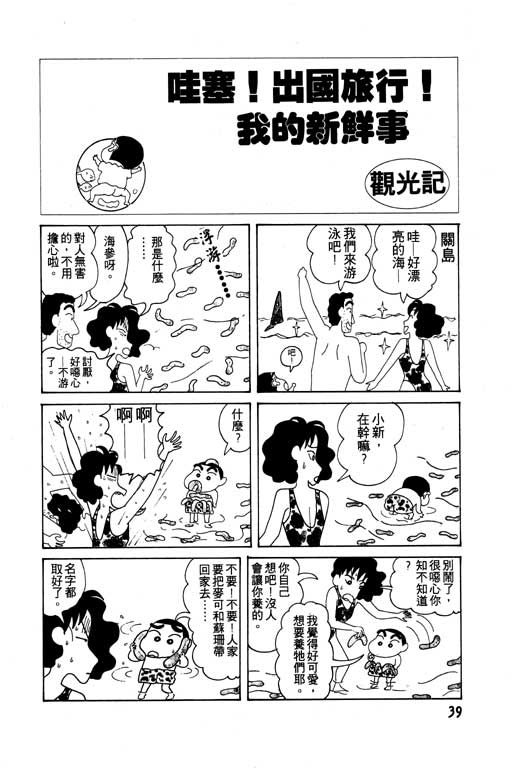 哇塞！出國旅行！
我的新鮮事
觀光記
關島
哇—好漂
亮的海—
我們來游
泳吧！
吧！
浮游……
那是什麼
……
海參呀。
對人無害
的，不用
擔心啦。
討厭，
好噁心
—不游
了。
小新，
在幹嘛？
什麼？
啊啊
別鬧了，
很噁心你
知不知道
？
我覺得好可愛，
想要養牠們耶。
你自己
想吧！沒人
會讓你養的。
不要！不要！人家
要把麥可和蘇珊帶
回家去……
名字都
取好了。
39